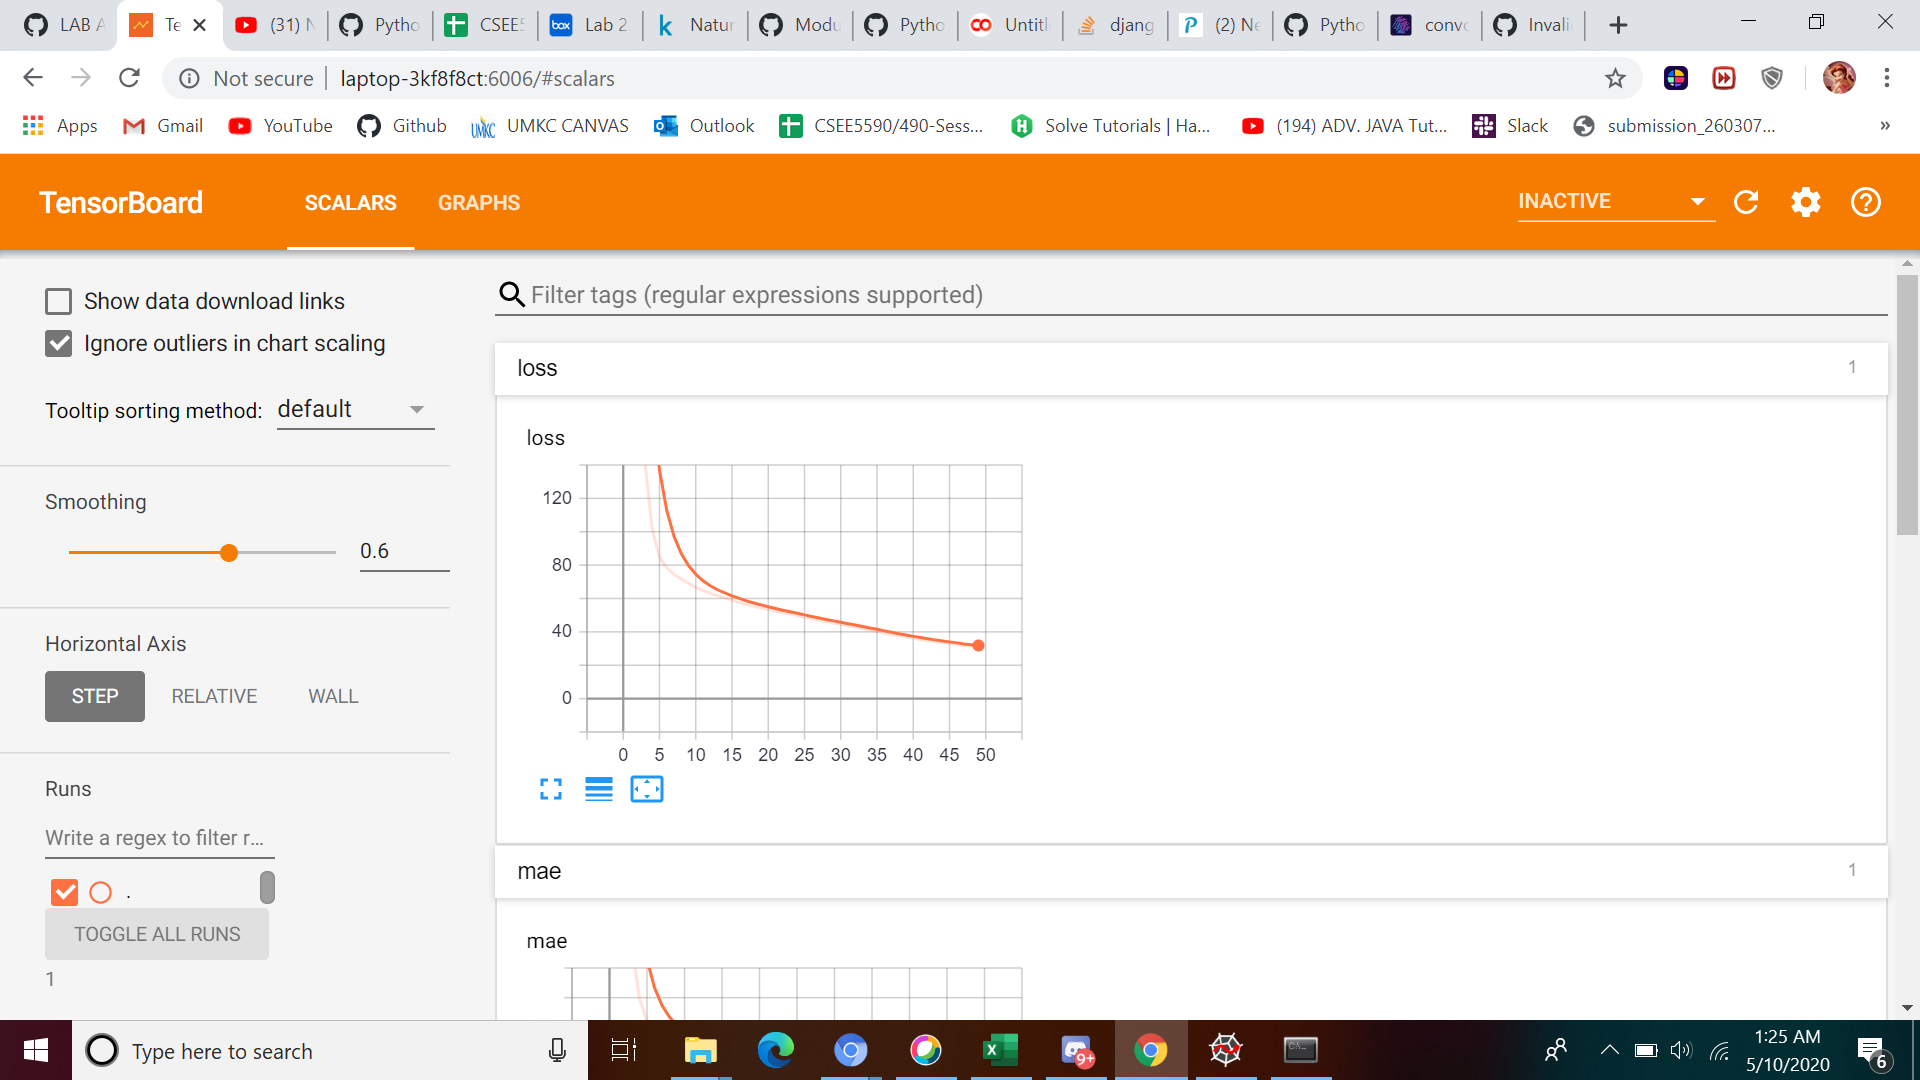 LAB A
Te
(31) N
Pytho
CSEE5
box
Lab 2.
k
Natur
Modu
Pytho
Untitl
djang
P
(2) Ne
Pytho
convo
Invali
Not secure
laptop-3kf8f8ct:6006/#scalars
Apps
Gmail
YouTube
Github
UMKC
UMKC CANVAS
Outlook
CSEE5590/490-Sess...
H
Solve Tutorials | Ha...
(194) ADV. JAVA Tut...
Slack
submission_260307...
»
TensorBoard
SCALARS
GRAPHS
INACTIVE
Show data download links
Ignore outliers in chart scaling
Tooltip sorting method:
default
Smoothing
0.6
Horizontal Axis
STEP
RELATIVE
WALL
Runs
Write a regex to filter r...
.
TOGGLE ALL RUNS
1
Filter tags (regular expressions supported)
loss
1
loss
120
80
40
0
0 5 10 15 20 25 30 35 40 45 50
mae
1
mae
Type here to search
9+
1:25 AM
5/10/2020
6